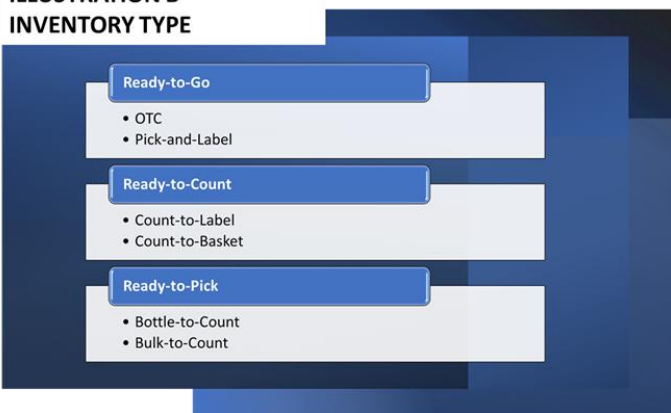 INVENTORY TYPE
Ready-to-Go
• OTC
• Pick-and-Label
Ready-to-Count
• Count-to-Label
• Count-to-Basket
Ready-to-Pick
• Bottle-to-Count
• Bulk-to-Count